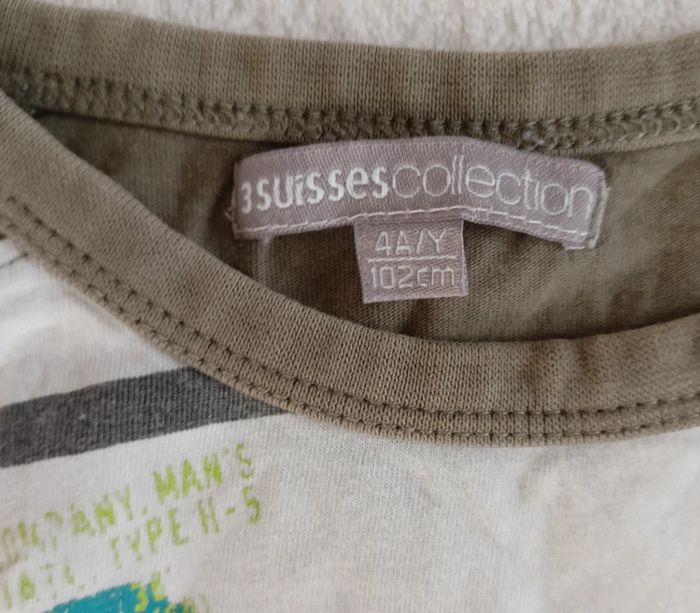 3suissescollection
4A/Y
102cm
COMPANY, MAN'S
TYPE H-5